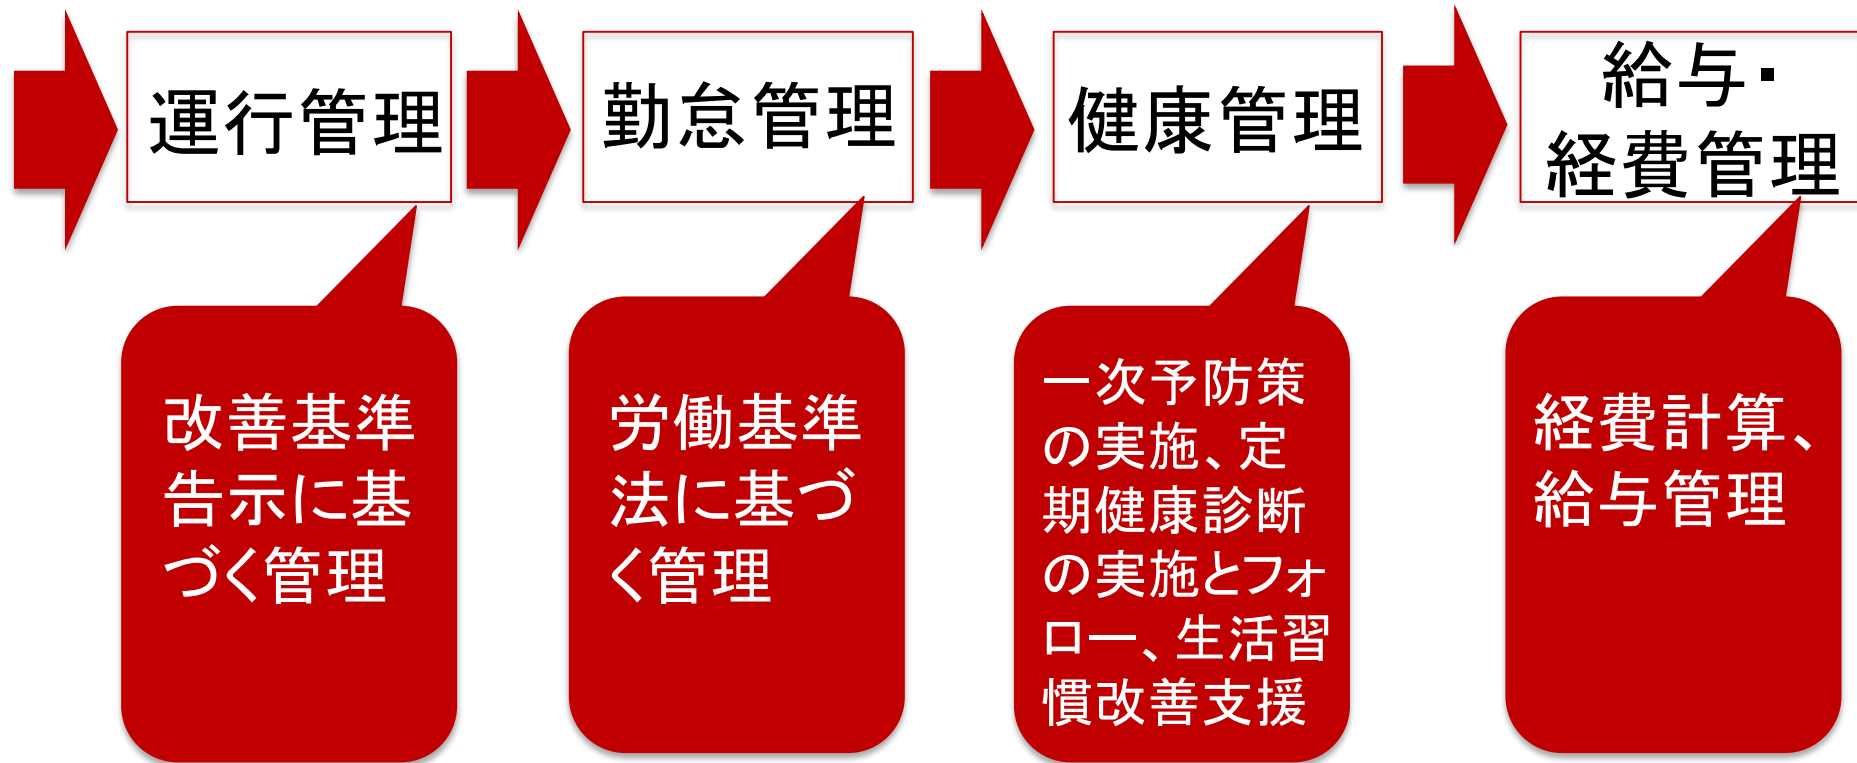 運行管理
勤怠管理
健康管理
給与・
経費管理
改善基準
告示に基
づく管理
労働基準
法に基づ
く管理
一次予防策
の実施、定
期健康診断
の実施とフォ
ロー、生活習
慣改善支援
経費計算、
給与管理